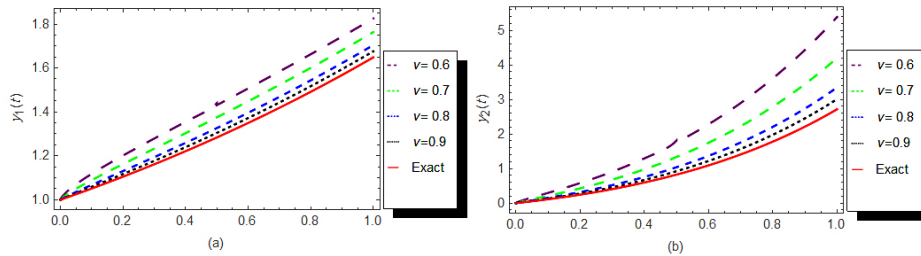 y1(t)
1.8
1.6
1.4
1.2
1.0
0.0 0.2 0.4 0.6 0.8 1.0
(a)
v= 0.6
v= 0.7
v= 0.8
v=0.9
Exact
y2(t)
5
4
3
2
1
0
0.0 0.2 0.4 0.6 0.8 1.0
(b)
v= 0.6
v= 0.7
v= 0.8
v=0.9
Exact